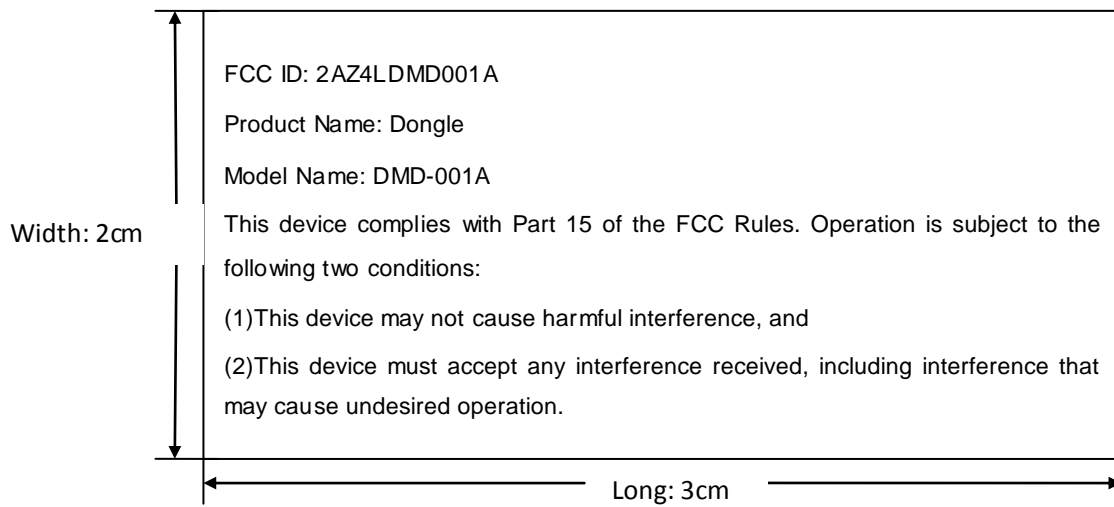 FCC ID: 2AZ4LDMD001A
Product Name: Dongle
Model Name: DMD-001A
Width: 2cm
This device complies with Part 15 of the FCC Rules. Operation is subject to the
following two conditions:
(1)This device may not cause harmful interference, and
(2)This device must accept any interference received, including interference that
may cause undesired operation.
Long: 3cm